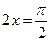 2x = π/2